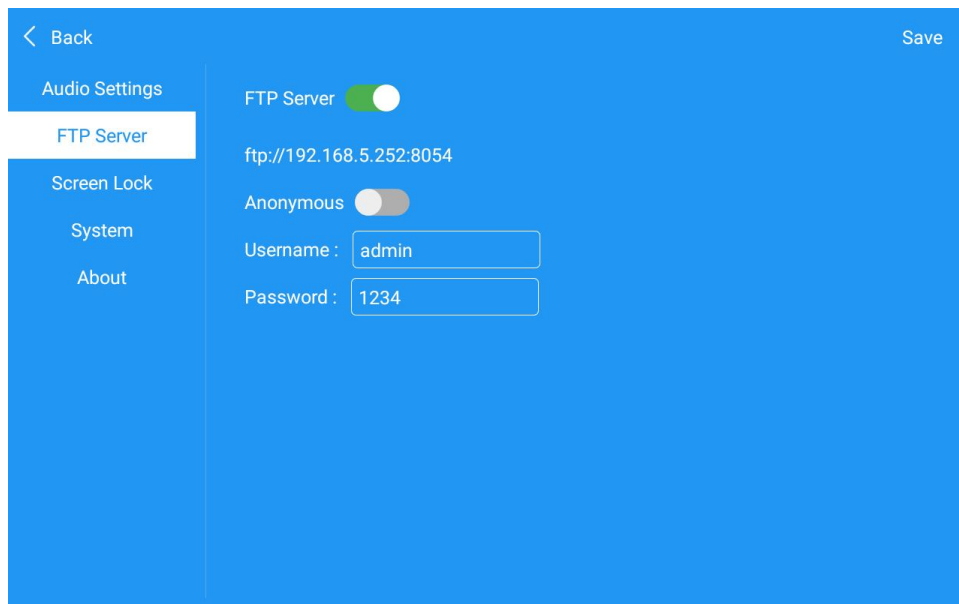 Back
Save
Audio Settings
FTP Server
Screen Lock
System
About
FTP Server
ftp://192.168.5.252:8054
Anonymous
Username : admin
Password : 1234